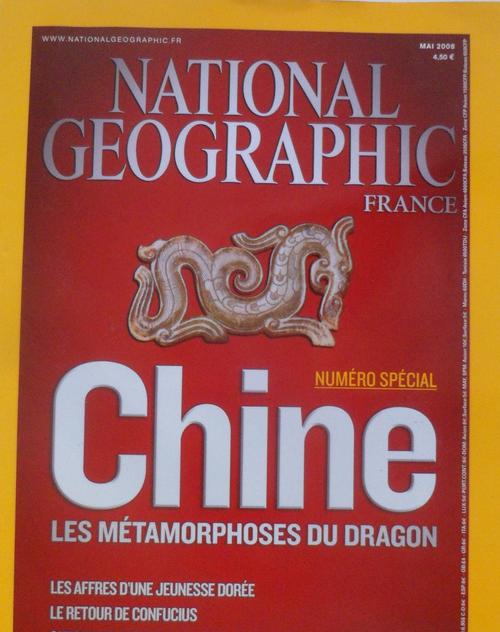 WWW.NATIONALGEOGRAPHIC.FR
MAI 2008
4,50 €
NATIONAL
GEOGRAPHIC
FRANCE
NUMÉRO SPÉCIAL
Chine
LES MÉTAMORPHOSES DU DRAGON
LES AFFRES D'UNE JEUNESSE DORÉE
LE RETOUR DE CONFUCIUS